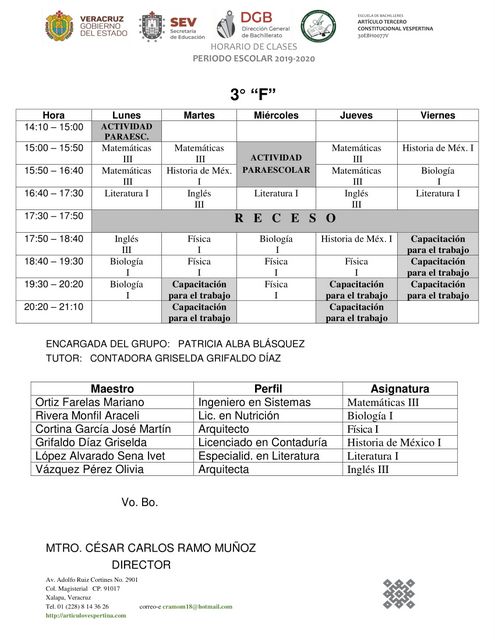 VERACRUZ
GOBIERNO
DEL ESTADO
SEV
Secretaría
de Educación
DGB
Dirección General
de Bachillerato
ESCUELA DE BACHILLERES
ARTÍCULO TERCERO
CONSTITUCIONAL VESPERTINA
30EBH0077V
HORARIO DE CLASES
PERIODO ESCOLAR 2019-2020
3° “F”
Hora Lunes Martes Miércoles Jueves Viernes
14:10 – 15:00 ACTIVIDAD
PARAESC.
15:00 – 15:50 Matemáticas Matemáticas Matemáticas Historia de Méx. I
III III ACTIVIDAD III
15:50 – 16:40 Matemáticas Historia de Méx. PARAESCOLAR Matemáticas Biología
III I III I
16:40 – 17:30 Literatura I Inglés Literatura I Inglés Literatura I
III III
17:30 – 17:50 R E C E S O
17:50 – 18:40 Inglés Física Biología Historia de Méx. I Capacitación
III I I para el trabajo
18:40 – 19:30 Biología Física Física Física Capacitación
I I I I para el trabajo
19:30 – 20:20 Biología Capacitación Física Capacitación Capacitación
I para el trabajo I para el trabajo para el trabajo
20:20 – 21:10 Capacitación Capacitación
para el trabajo para el trabajo
ENCARGADA DEL GRUPO: PATRICIA ALBA BLÁSQUEZ
TUTOR: CONTADORA GRISELDA GRIFALDO DÍAZ
Maestro Perfil Asignatura
Ortiz Farelas Mariano Ingeniero en Sistemas Matemáticas III
Rivera Monfil Araceli Lic. en Nutrición Biología I
Cortina García José Martín Arquitecto Física I
Grifaldo Díaz Griselda Licenciado en Contaduría Historia de México I
López Alvarado Sena Ivet Especialid. en Literatura Literatura I
Vázquez Pérez Olivia Arquitecta Inglés III
Vo. Bo.
MTRO. CÉSAR CARLOS RAMO MUÑOZ
DIRECTOR
Av. Adolfo Ruiz Cortines No. 2901
Col. Magisterial CP. 91017
Xalapa, Veracruz
Tel. 01 (228) 8 14 36 26 correo-e cramom18@hotmail.com
http://articulovespertina.com